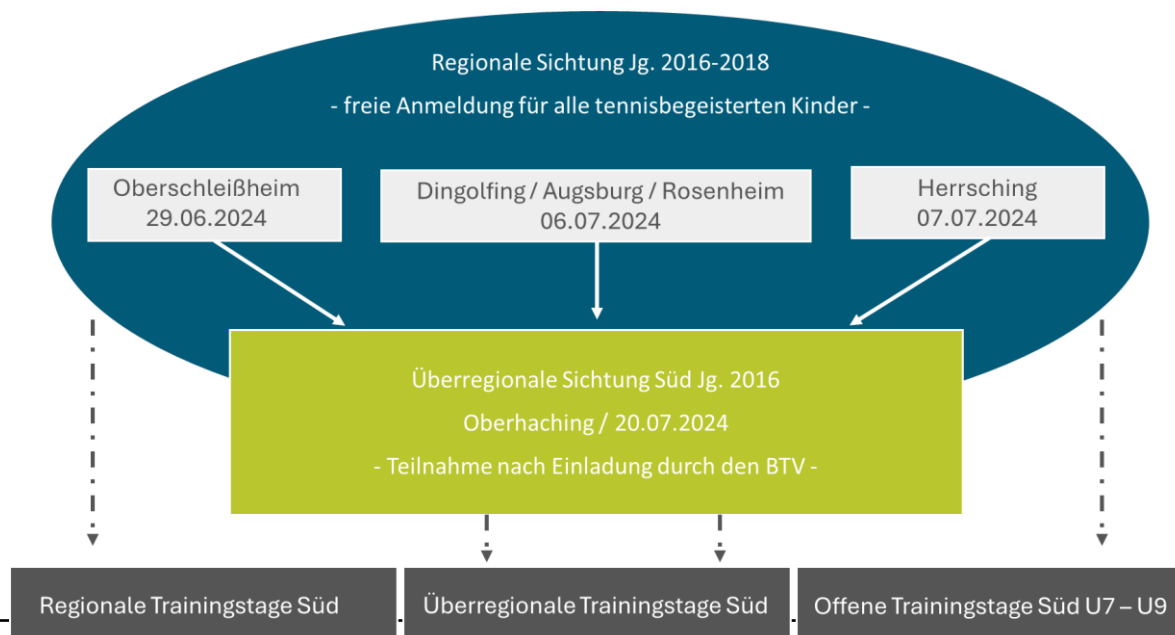 Regionale Sichtung Jg. 2016-2018
- freie Anmeldung für alle tennisbegeisterten Kinder -
Oberschleißheim
29.06.2024
Dingolfing / Augsburg / Rosenheim
06.07.2024
Herrsching
07.07.2024
Überregionale Sichtung Süd Jg. 2016
Oberhaching / 20.07.2024
- Teilnahme nach Einladung durch den BTV -
Regionale Trainingstage Süd
Überregionale Trainingstage Süd
Offene Trainingstage Süd U7 – U9